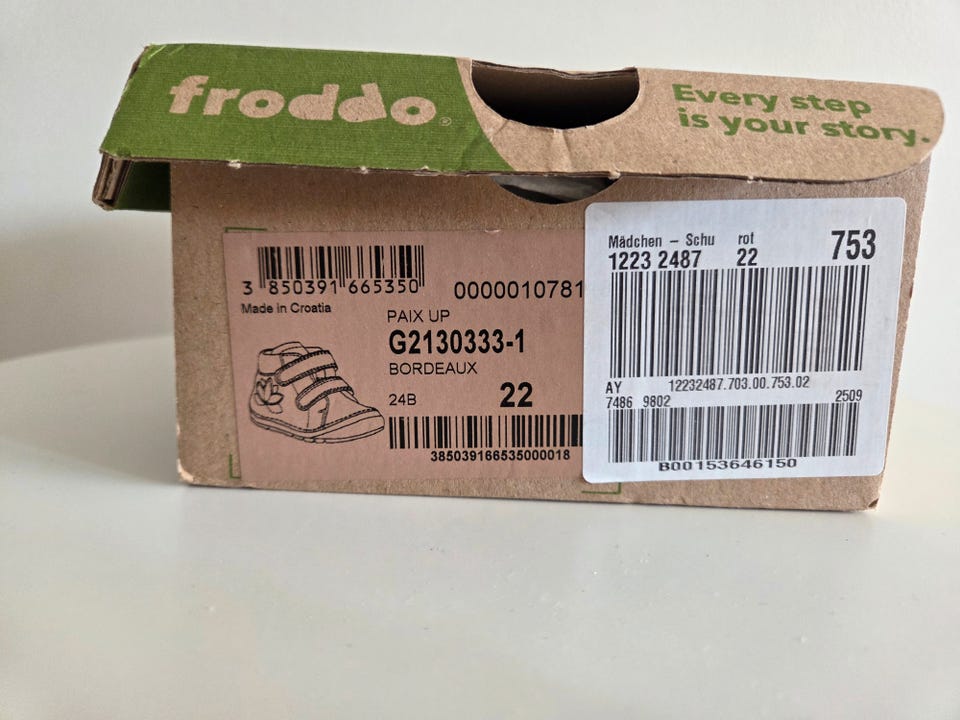 froddo®
Every step
is your story.
3 850391 665350
0000010781
Made in Croatia
PAIX UP
G2130333-1
BORDEAUX
24B 22
385039166535000018
Mädchen - Schu rot 753
1223 2487 22
AY 12232487.703.00.753.02
7486 9802 2509
B00153646150